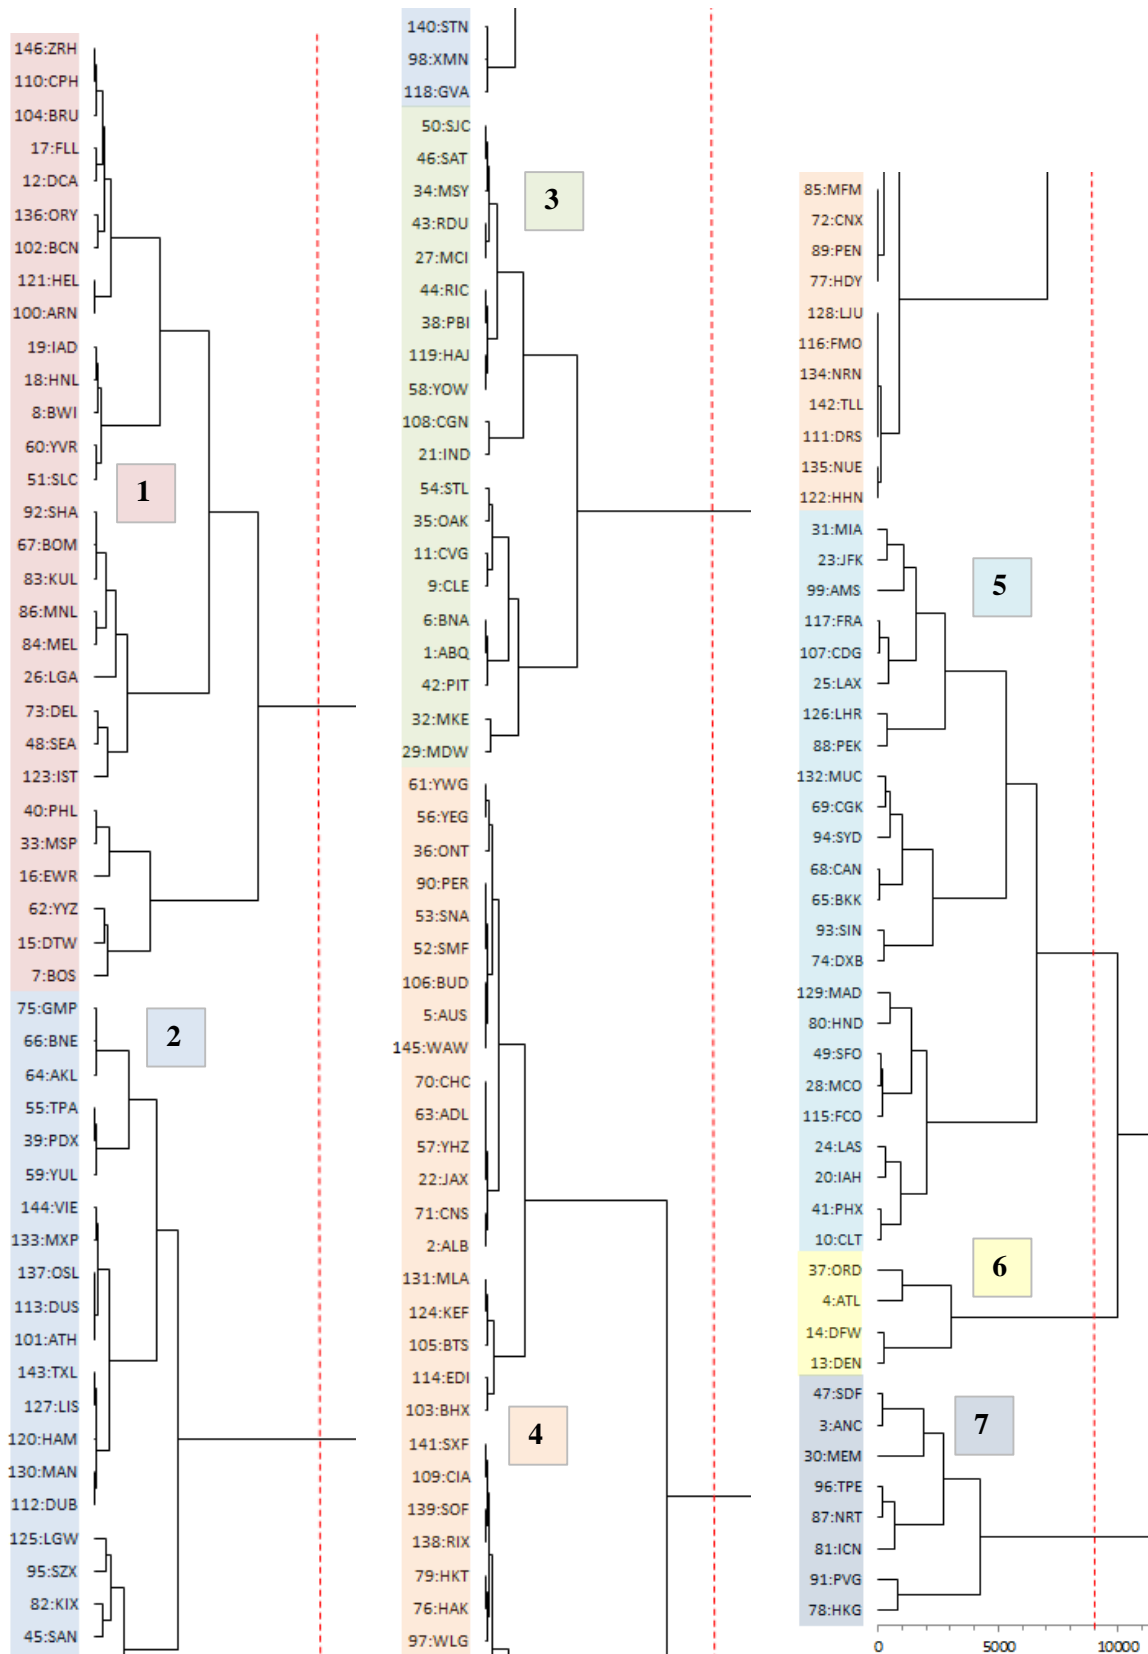 146:ZRH
110:CPH
104:BRU
17:FLL
12:DCA
136:ORY
102:BCN
121:HEL
100:ARN
19:IAD
18:HNL
8:BWI
60:YVR
51:SLC
1
92:SHA
67:BOM
83:KUL
86:MNL
84:MEL
26:LGA
73:DEL
48:SEA
123:IST
40:PHL
33:MSP
16:EWR
62:YYZ
15:DTW
7:BOS
75:GMP
2
66:BNE
64:AKL
55:TPA
39:PDX
59:YUL
144:VIE
133:MXP
137:OSL
113:DUS
101:ATH
143:TXL
127:LIS
120:HAM
130:MAN
112:DUB
125:LGW
95:SZX
82:KIX
45:SAN
140:STN
98:XMN
118:GVA
50:SJC
46:SAT
34:MSY
3
43:RDU
27:MCI
44:RIC
38:PBI
119:HAJ
58:YOW
108:CGN
21:IND
54:STL
35:OAK
11:CVG
9:CLE
6:BNA
1:ABQ
42:PIT
32:MKE
29:MDW
61:YWG
56:YEG
36:ONT
90:PER
53:SNA
52:SMF
106:BUD
5:AUS
145:WAW
70:CHC
63:ADL
57:YHZ
22:JAX
71:CNS
2:ALB
131:MLA
124:KEF
105:BTS
114:EDI
103:BHX
4
141:SXF
109:CIA
139:SOF
138:RIX
79:HKT
76:HAK
97:WLG
85:MFM
72:CNX
89:PEN
77:HDY
128:LJU
116:FMO
134:NRN
142:TLL
111:DRS
135:NUE
122:HHN
31:MIA
23:JFK
5
99:AMS
117:FRA
107:CDG
25:LAX
126:LHR
88:PEK
132:MUC
69:CGK
94:SYD
68:CAN
65:BKK
93:SIN
74:DXB
129:MAD
80:HND
49:SFO
28:MCO
115:FCO
24:LAS
20:IAH
41:PHX
10:CLT
6
37:ORD
4:ATL
14:DFW
13:DEN
47:SDF
7
3:ANC
30:MEM
96:TPE
87:NRT
81:ICN
91:PVG
78:HKG
0 5000 10000